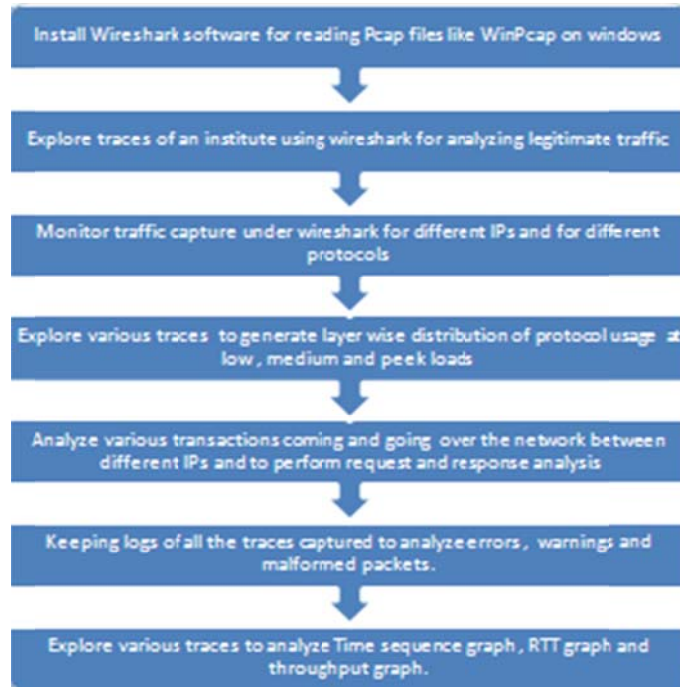 Install Wireshark software for reading Pcap files like WinPcap on windows
Explore traces of an institute using wireshark for analyzing legitimate traffic
Monitor traffic capture under wireshark for different IPs and for different
protocols
Explore various traces to generate layer wise distribution of protocol usage at
low , medium and peek loads
Analyze various transactions coming and going over the network between
different IPs and to perform request and response analysis
Keeping logs of all the traces captured to analyze errors , warnings and
malformed packets.
Explore various traces to analyze Time sequence graph , RTT graph and
throughput graph.